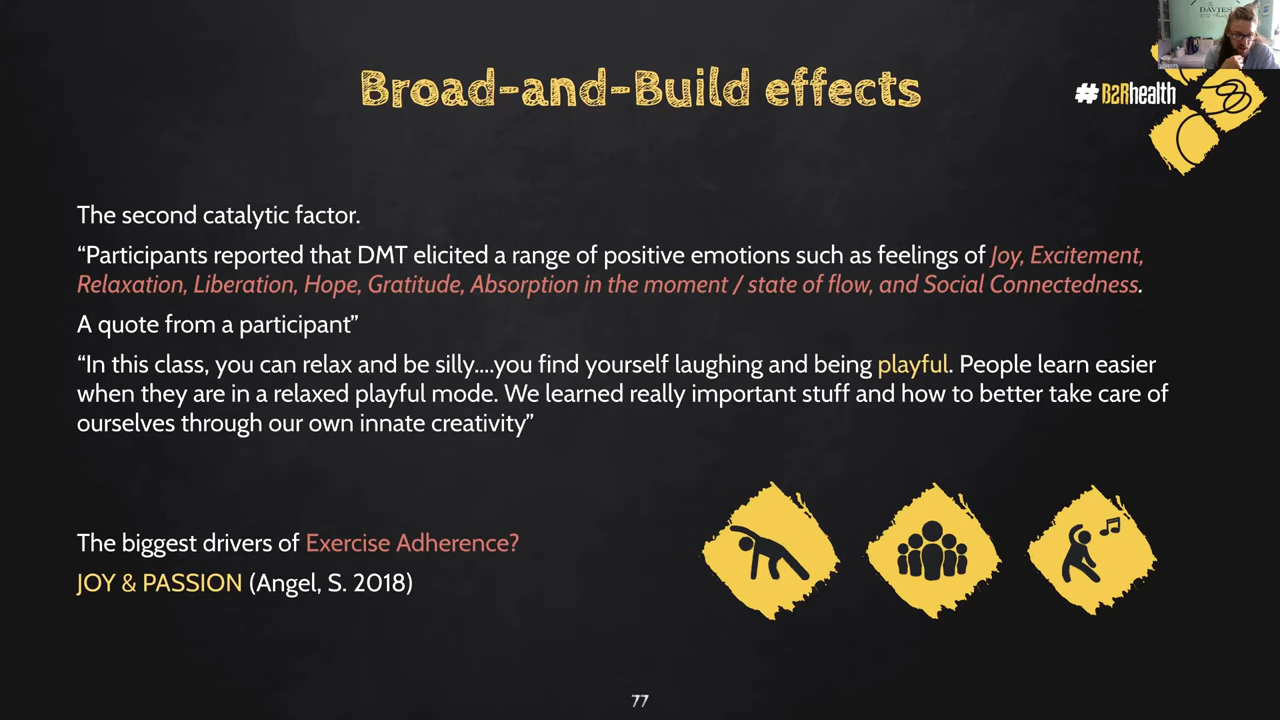 DAVIES
Broad-and-Build effects
#B2Rhealth
The second catalytic factor.
“Participants reported that DMT elicited a range of positive emotions such as feelings of Joy, Excitement,
Relaxation, Liberation, Hope, Gratitude, Absorption in the moment / state of flow, and Social Connectedness.
A quote from a participant”
“In this class, you can relax and be silly....you find yourself laughing and being playful. People learn easier
when they are in a relaxed playful mode. We learned really important stuff and how to better take care of
ourselves through our own innate creativity”
The biggest drivers of Exercise Adherence?
JOY & PASSION (Angel, S. 2018)
77